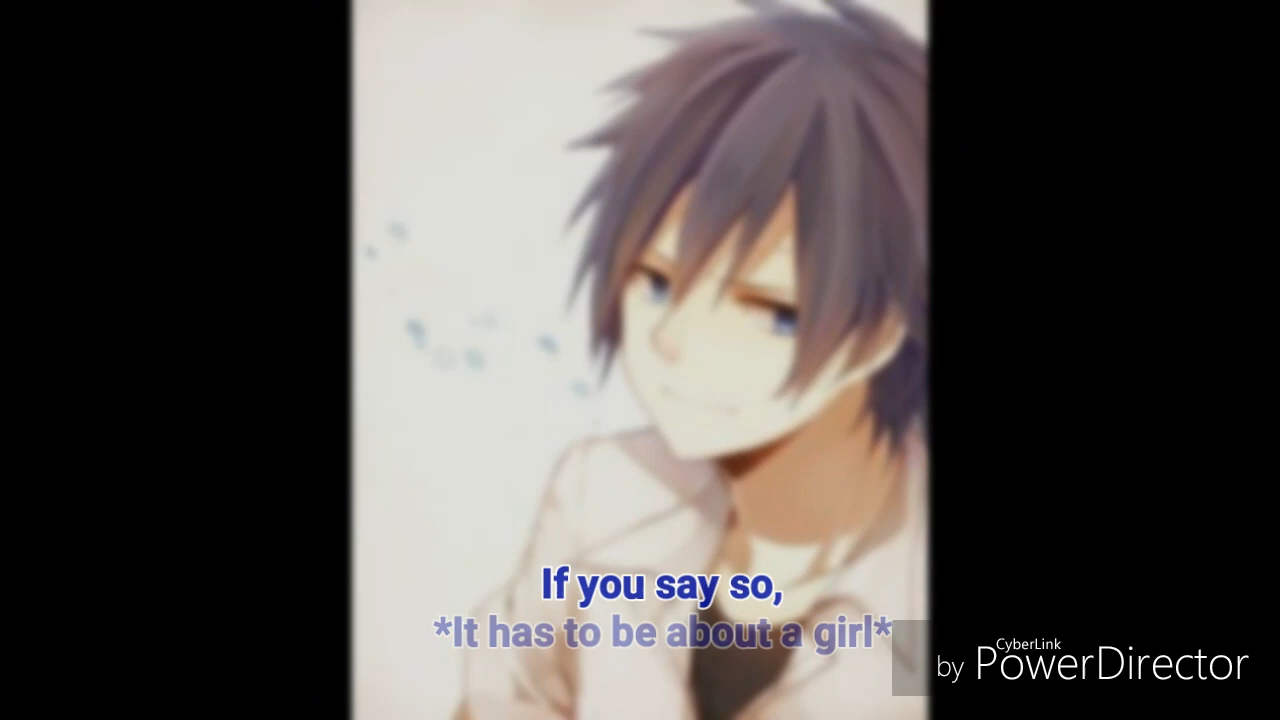 If you say so,
*It has to be about a girl*
CyberLink
by PowerDirector